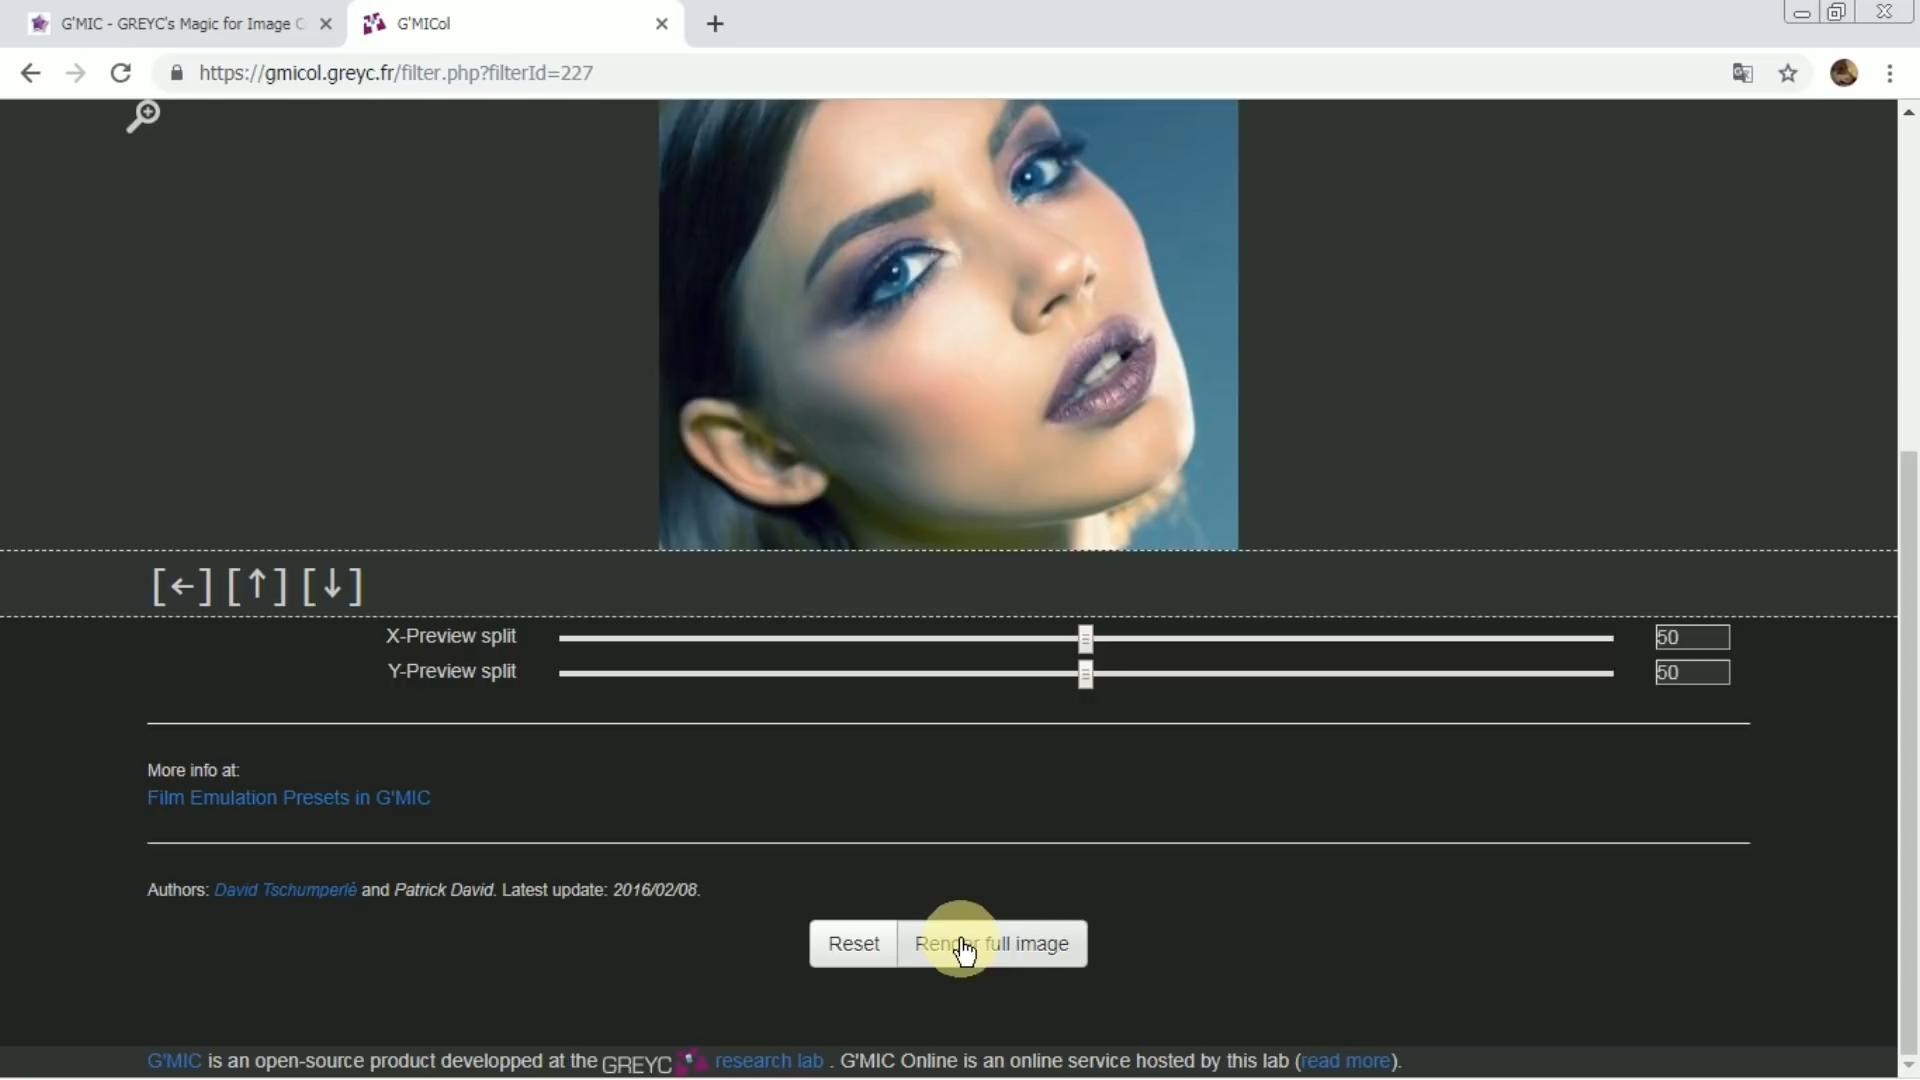 G'MIC - GREYC's Magic for Image C
G'MICol
https://gmicol.greyc.fr/filter.php?filterId=227
[←] [↑] [↓]
X-Preview split 50
Y-Preview split 50
More info at:
Film Emulation Presets in G'MIC
Authors: David Tschumperlé and Patrick David. Latest update: 2016/02/08.
Reset Render full image
G'MIC is an open-source product developped at the GREYC research lab . G'MIC Online is an online service hosted by this lab (read more).